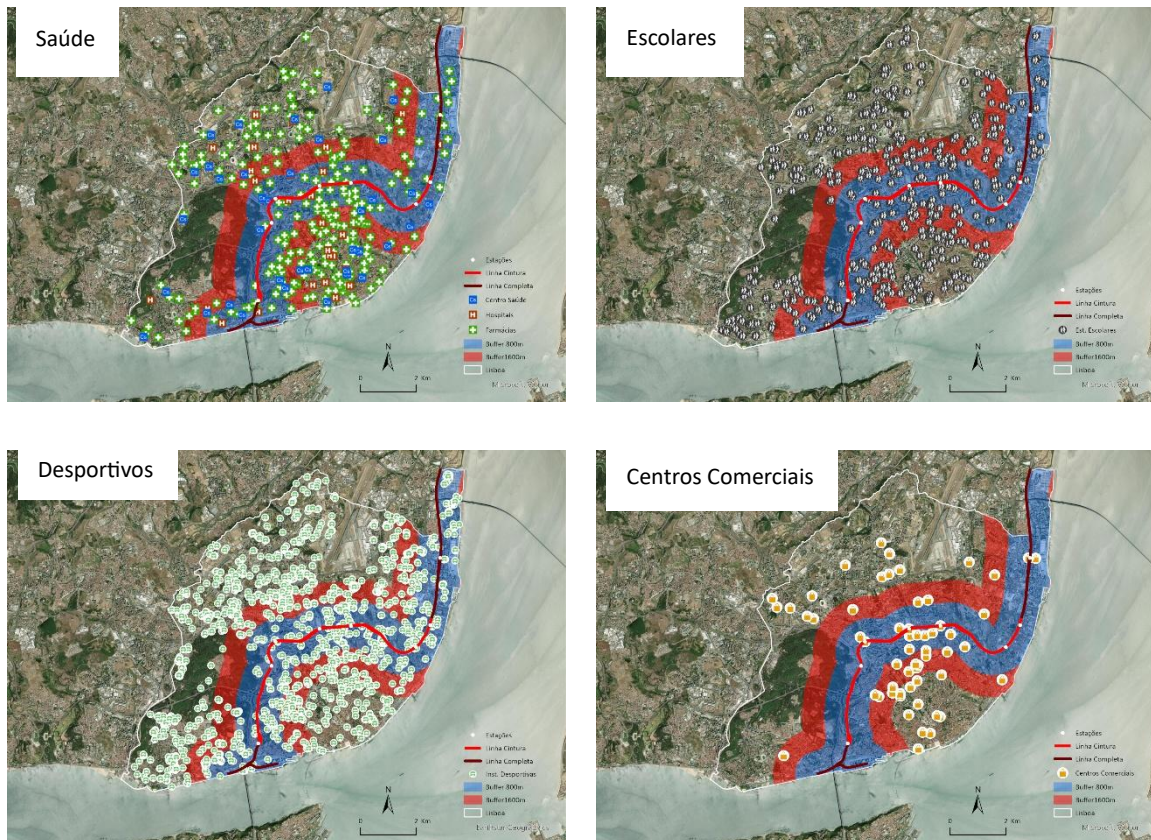 Saúde
Estações
Linha Cintura
Linha Completa
Centro Saúde
Hospitais
Farmácias
Buffer 800m
Buffer1600m
Lisboa
N
0 2 Km
Escolares
Estações
Linha Cintura
Linha Completa
Est. Escolares
Buffer 800m
Buffer1600m
Lisboa
N
0 2 Km
Desportivos
Estações
Linha Cintura
Linha Completa
Inst. Desportivas
Buffer 800m
Buffer1600m
Lisboa
N
0 2 Km
Centros Comerciais
Estações
Linha Cintura
Linha Completa
Centros Comerciais
Buffer 800m
Buffer1600m
Lisboa
N
0 2 Km